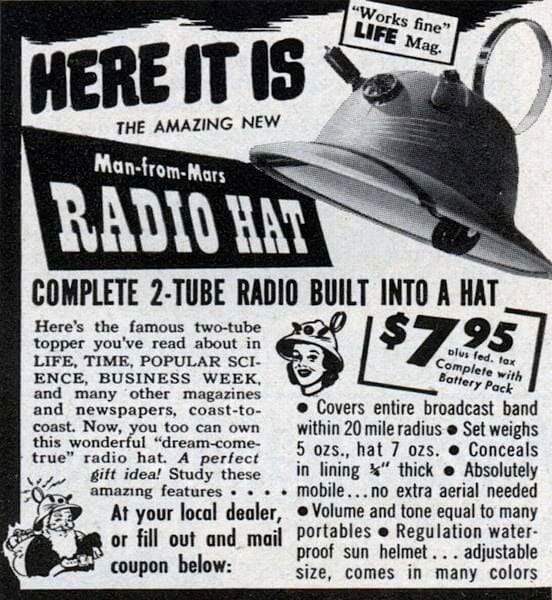 "Works fine"
LIFE Mag.
HERE IT IS
THE AMAZING NEW
Man-from-Mars
RADIO HAT
COMPLETE 2-TUBE RADIO BUILT INTO A HAT
Here's the famous two-tube
topper you've read about in
LIFE, TIME, POPULAR SCI-
ENCE, BUSINESS WEEK,
and many other magazines
and newspapers, coast-to-
coast. Now, you too can own
this wonderful "dream-come-
true" radio hat. A perfect
gift idea! Study these
amazing features • • • •
At your local dealer,
or fill out and mail
coupon below:
$7.95
plus fed. tax
Complete with
Battery Pack
• Covers entire broadcast band
within 20 mile radius • Set weighs
5 ozs., hat 7 ozs. • Conceals
in lining ¾" thick • Absolutely
mobile...no extra aerial needed
• Volume and tone equal to many
portables • Regulation water-
proof sun helmet . . . adjustable
size, comes in many colors